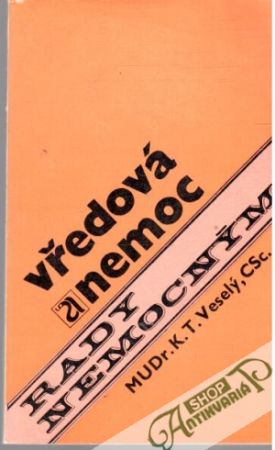 vředová
nemoc
RADY
NEMOCNÝM
MUDr. K. T. Veselý, CSc.
SHOP
ANTIKVARIÁT